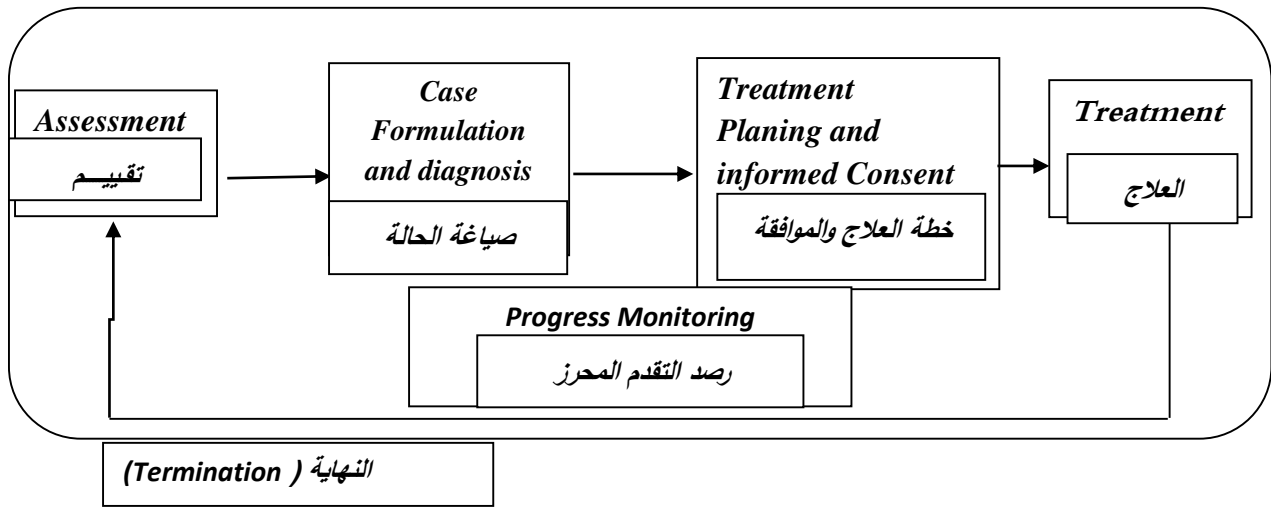 Assessment
تقييـــم
Case
Formulation
and diagnosis
صياغة الحالة
Treatment
Planing and
informed Consent
خطة العلاج والموافقة
Treatment
العلاج
Progress Monitoring
رصد التقدم المحرز
(Termination ) النهاية